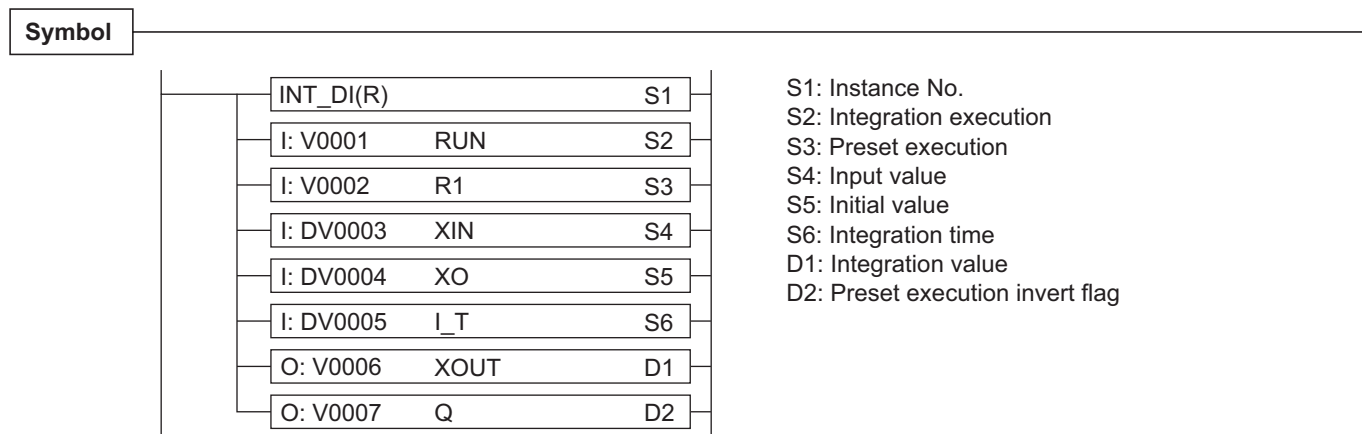 Symbol
INT_DI(R) S1
I: V0001 RUN S2
I: V0002 R1 S3
I: DV0003 XIN S4
I: DV0004 XO S5
I: DV0005 I_T S6
O: V0006 XOUT D1
O: V0007 Q D2
S1: Instance No.
S2: Integration execution
S3: Preset execution
S4: Input value
S5: Initial value
S6: Integration time
D1: Integration value
D2: Preset execution invert flag